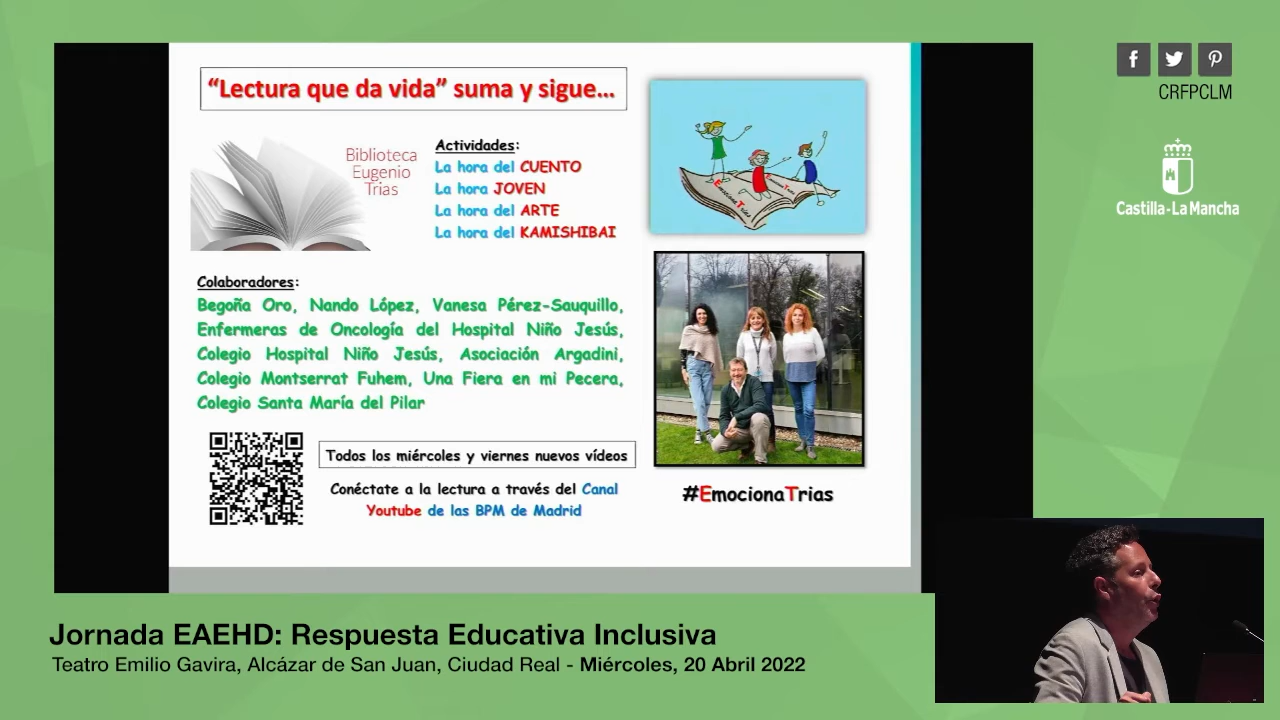 “Lectura que da vida” suma y sigue...
Biblioteca
Eugenio
Trías
Actividades:
La hora del CUENTO
La hora JOVEN
La hora del ARTE
La hora del KAMISHIBAI
Colaboradores:
Begoña Oro, Nando López, Vanesa Pérez-Sauquillo,
Enfermeras de Oncología del Hospital Niño Jesús,
Colegio Hospital Niño Jesús, Asociación Argadini,
Colegio Montserrat Fuhem, Una Fiera en mi Pecera,
Colegio Santa María del Pilar
Todos los miércoles y viernes nuevos vídeos
Conéctate a la lectura a través del Canal
Youtube de las BPM de Madrid
#EmocionaTrias
CRFPCLM
Castilla-La Mancha
Jornada EAEHD: Respuesta Educativa Inclusiva
Teatro Emilio Gavira, Alcázar de San Juan, Ciudad Real - Miércoles, 20 Abril 2022